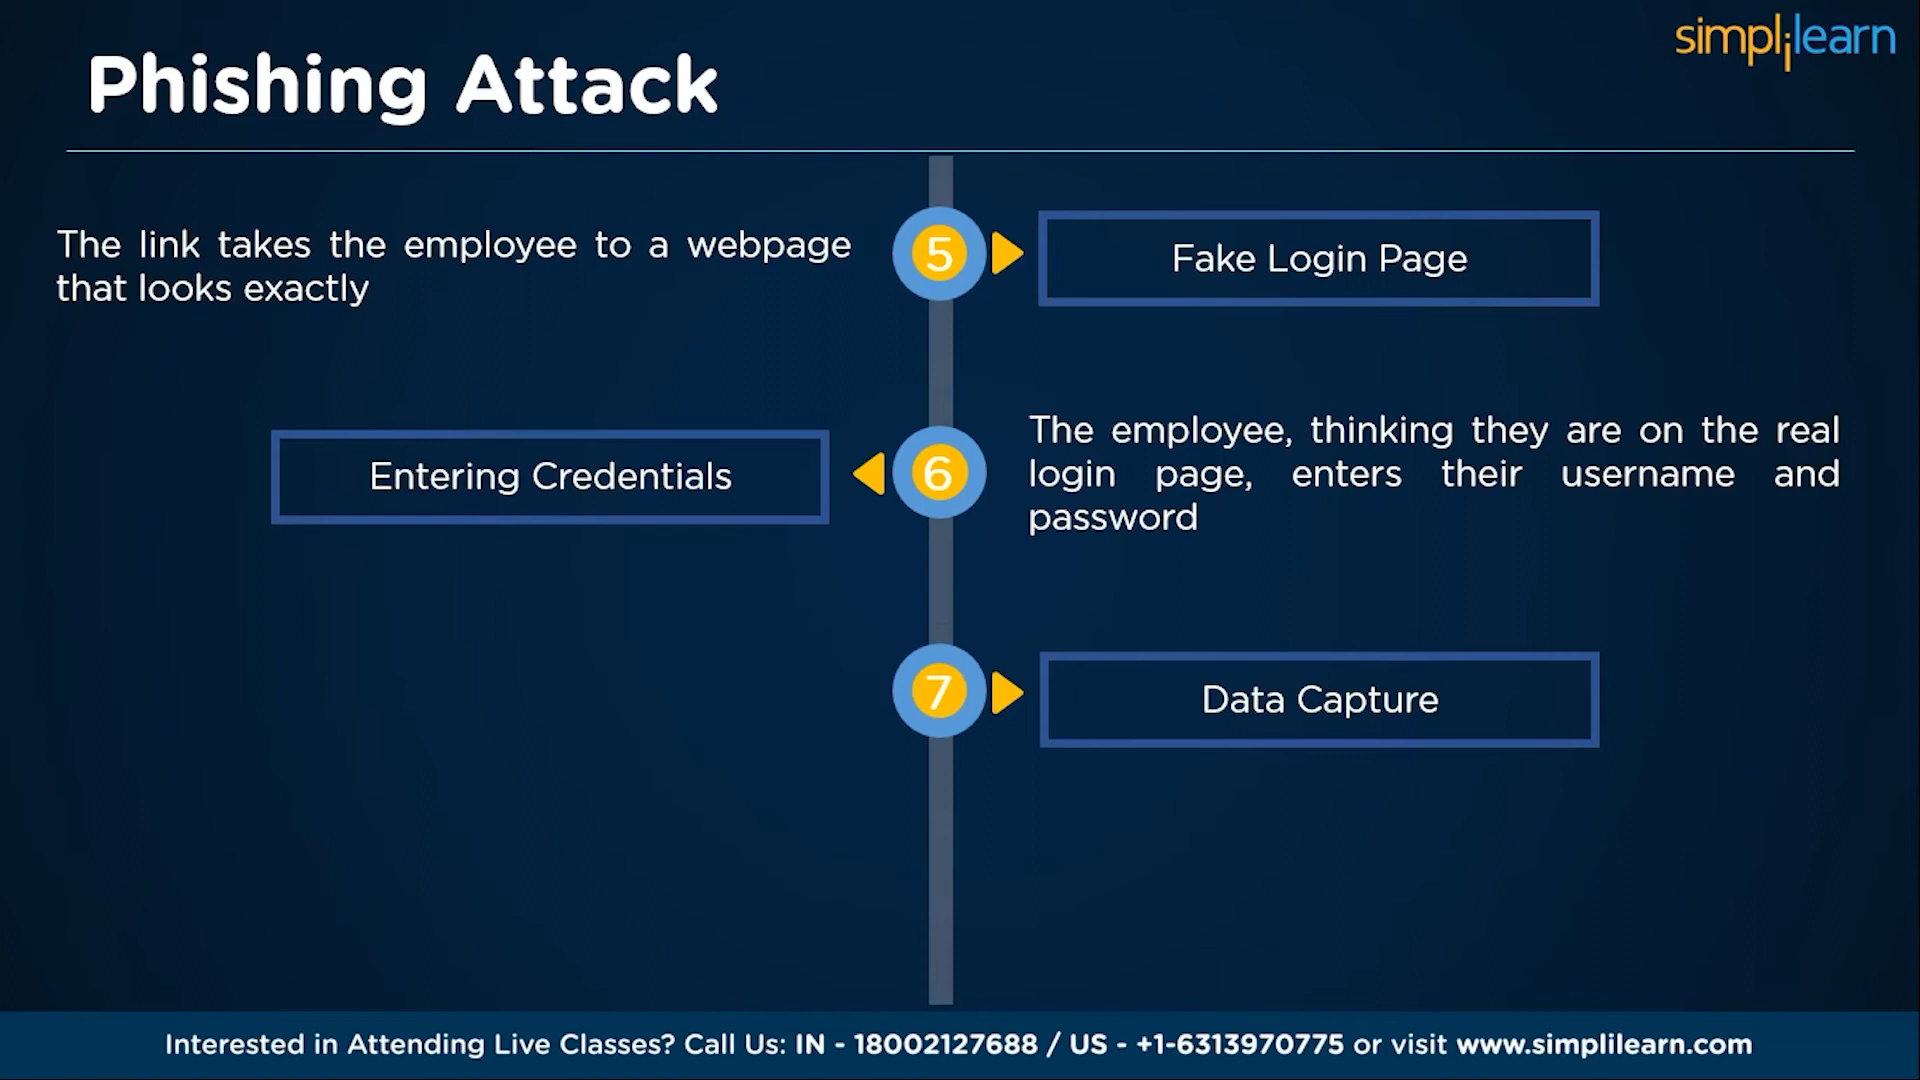 simplilearn
Phishing Attack
The link takes the employee to a webpage
that looks exactly
5
Fake Login Page
Entering Credentials
6
The employee, thinking they are on the real
login page, enters their username and
password
7
Data Capture
Interested in Attending Live Classes? Call Us: IN - 18002127688 / US - +1-6313970775 or visit www.simplilearn.com